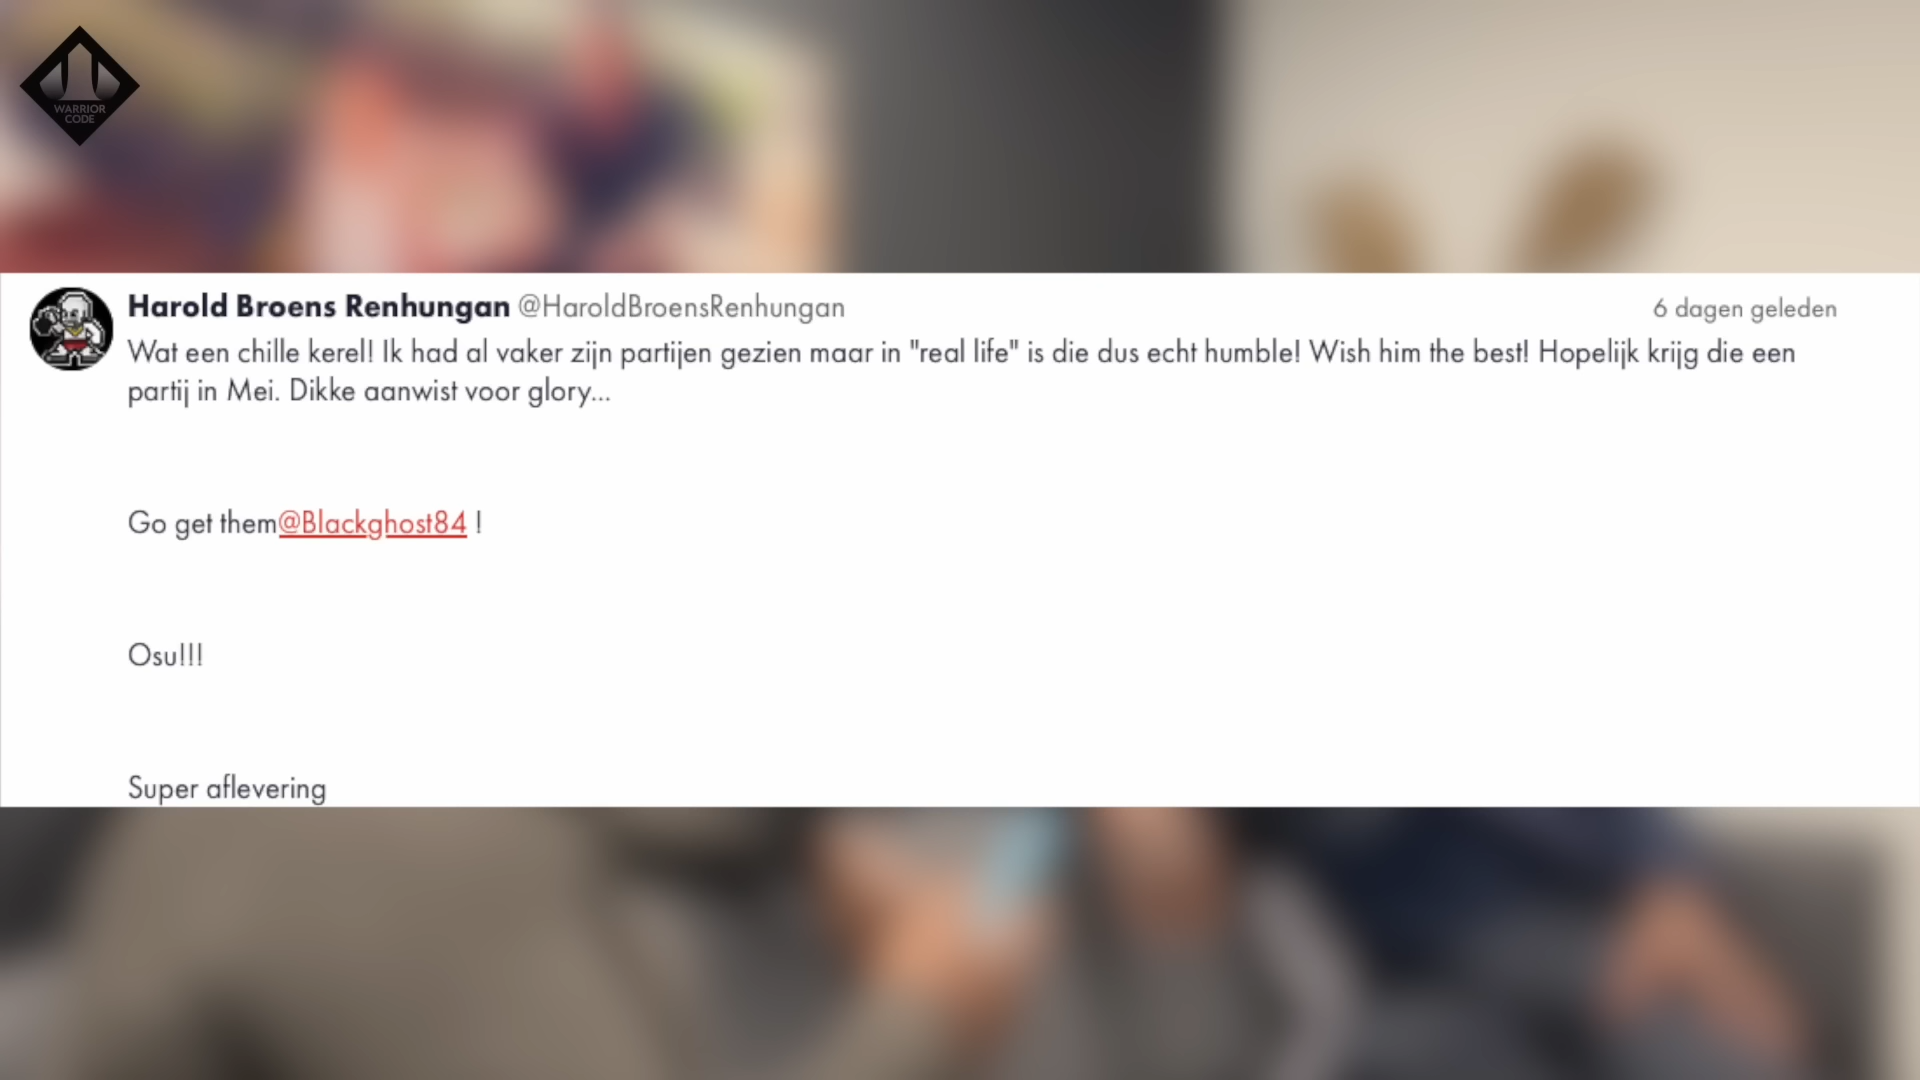 WARRIOR
CODE
Harold Broens Renhungan @HaroldBroensRenhungan 6 dagen geleden
Wat een chille kerel! Ik had al vaker zijn partijen gezien maar in "real life" is die dus echt humble! Wish him the best! Hopelijk krijg die een
partij in Mei. Dikke aanwist voor glory...
Go get them@Blackghost84 !
Osu!!!
Super aflevering